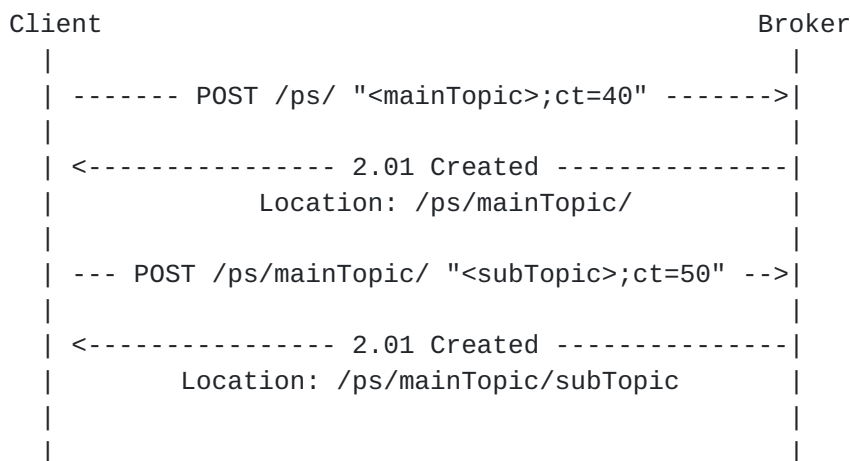 Client                                          Broker
  |                                                |
  | ------- POST /ps/ "<mainTopic>;ct=40" ------->|
  |                                                |
  | <---------------- 2.01 Created ---------------|
  |             Location: /ps/mainTopic/           |
  |                                                |
  | --- POST /ps/mainTopic/ "<subTopic>;ct=50" -->|
  |                                                |
  | <---------------- 2.01 Created ---------------|
  |        Location: /ps/mainTopic/subTopic        |
  |                                                |
  |                                                |